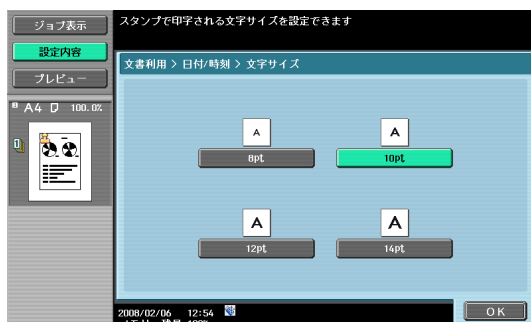 ジョブ表示
設定内容
プレビュー
A4 100.0%
スタンプで印字される文字サイズを設定できます
文書利用 > 日付/時刻 > 文字サイズ
A
8pt
A
10pt
A
12pt
A
14pt
2008/02/06 12:54
OK